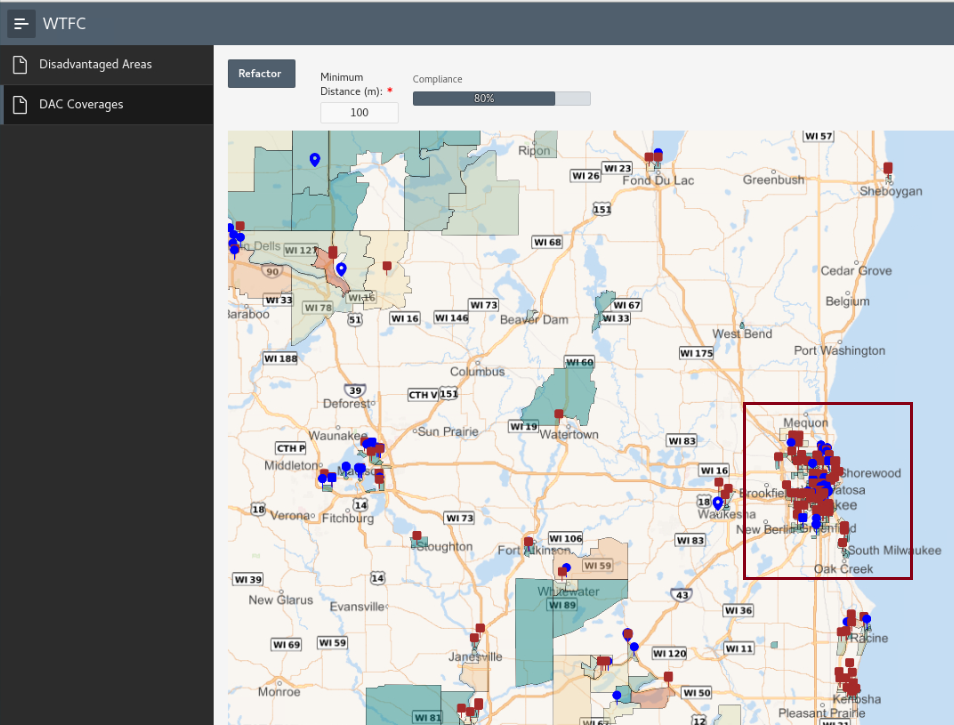 WTFC
Disadvantaged Areas
DAC Coverages
Refactor
Minimum
Distance (m): *
100
Compliance
80%
WI 57
Ripon
WI 23
WI 26
Fond Du Lac
Greenbush
Sheboygan
151
WI 68
Dells
WI 127
90
Cedar Grove
WI 33
WI 78
WI 16
Belgium
Baraboo
51
WI 16
WI 146
WI 73
Beaver Dam
WI 67
WI 33
West Bend
Port Washington
WI 188
WI 175
WI 60
Columbus
39
CTH V
151
Deforest
Mequon
WI 19
Watertown
Waunakee
Sun Prairie
WI 83
CTH P
Middleton
WI 16
Shorewood
Brookfie
atosa
18
Waukesha
kee
14
18
Verona
Fitchburg
WI 73
New Berlin
Greenfield
WI 106
WI 83
Stoughton
Fort Atkinson
South Milwaukee
WI 59
Oak Creek
WI 39
14
Whitewater
43
New Glarus
Evansville
WI 89
WI 36
WI 69
WI 59
Racine
WI 120
WI 11
Janesville
Monroe
WI 50
Kenosha
Pleasant Prairie
WI 81
12